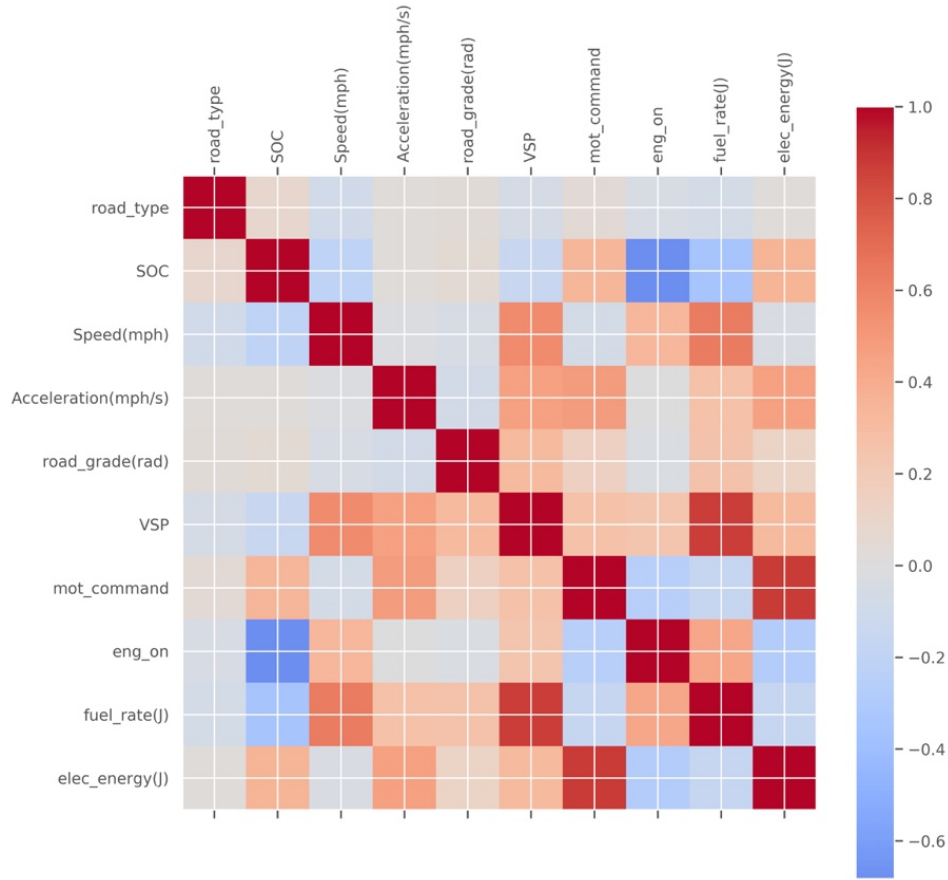 road_type
SOC
Speed(mph)
Acceleration(mph/s)
road_grade(rad)
VSP
mot_command
eng_on
fuel_rate(J)
elec_energy(J)
road_type
SOC
Speed(mph)
Acceleration(mph/s)
road_grade(rad)
VSP
mot_command
eng_on
fuel_rate(J)
elec_energy(J)
1.0
0.8
0.6
0.4
0.2
0.0
−0.2
−0.4
−0.6